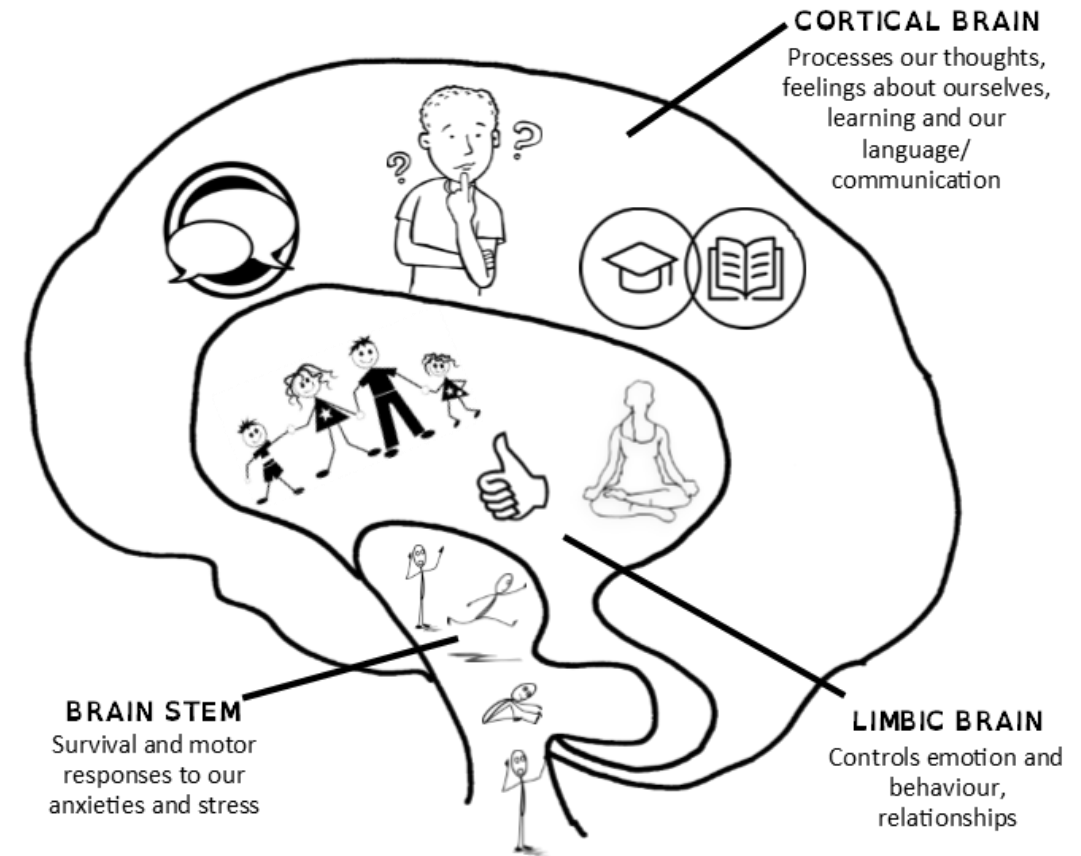 CORTICAL BRAIN
Processes our thoughts,
feelings about ourselves,
learning and our
language/
communication
?
?
BRAIN STEM
Survival and motor
responses to our
anxieties and stress
LIMBIC BRAIN
Controls emotion and
behaviour,
relationships